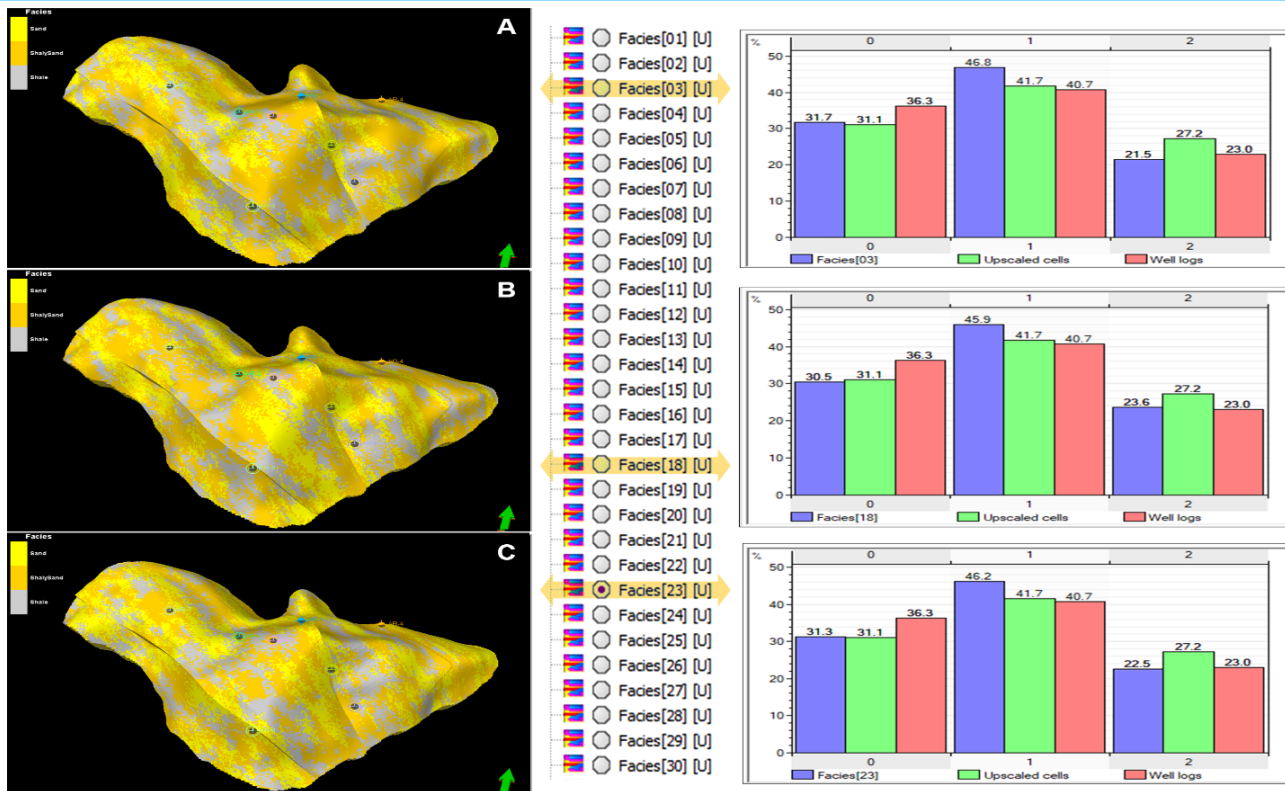 Facies
Sand
ShalySand
Shale
A
Facies
Sand
ShalySand
Shale
B
Facies
Sand
ShalySand
Shale
C
Facies[01] [U]
Facies[02] [U]
Facies[03] [U]
Facies[04] [U]
Facies[05] [U]
Facies[06] [U]
Facies[07] [U]
Facies[08] [U]
Facies[09] [U]
Facies[10] [U]
Facies[11] [U]
Facies[12] [U]
Facies[13] [U]
Facies[14] [U]
Facies[15] [U]
Facies[16] [U]
Facies[17] [U]
Facies[18] [U]
Facies[19] [U]
Facies[20] [U]
Facies[21] [U]
Facies[22] [U]
Facies[23] [U]
Facies[24] [U]
Facies[25] [U]
Facies[26] [U]
Facies[27] [U]
Facies[28] [U]
Facies[29] [U]
Facies[30] [U]
% 0 1 2
50
40
30
20
10
0
31.7 31.1 36.3 46.8 41.7 40.7 21.5 27.2 23.0
0 1 2
Facies[03] Upscaled cells Well logs
% 0 1 2
50
40
30
20
10
0
30.5 31.1 36.3 45.9 41.7 40.7 23.6 27.2 23.0
0 1 2
Facies[18] Upscaled cells Well logs
% 0 1 2
50
40
30
20
10
0
31.3 31.1 36.3 46.2 41.7 40.7 22.5 27.2 23.0
0 1 2
Facies[23] Upscaled cells Well logs